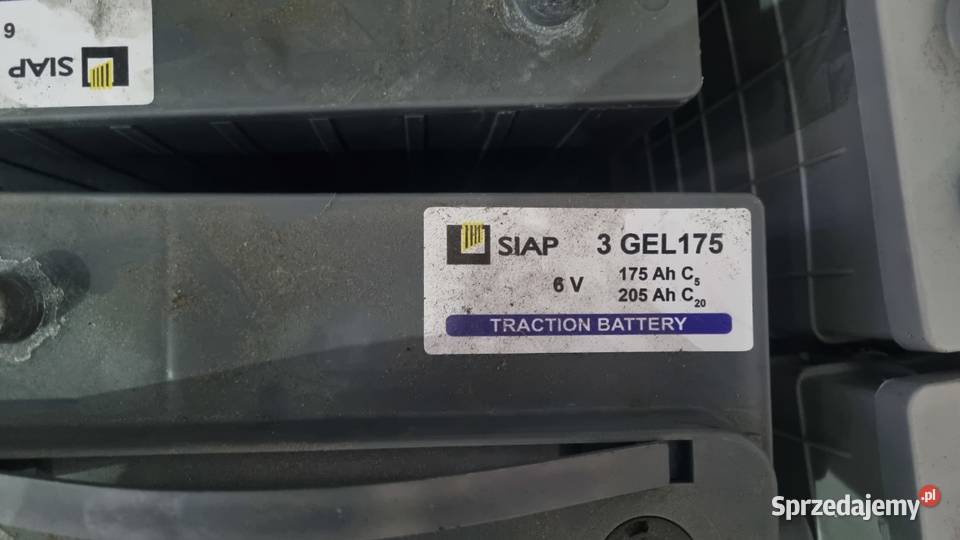 6
SIAP
SIAP 3 GEL175
6 V 175 Ah C5
205 Ah C20
TRACTION BATTERY
Sprzedajemy.pl